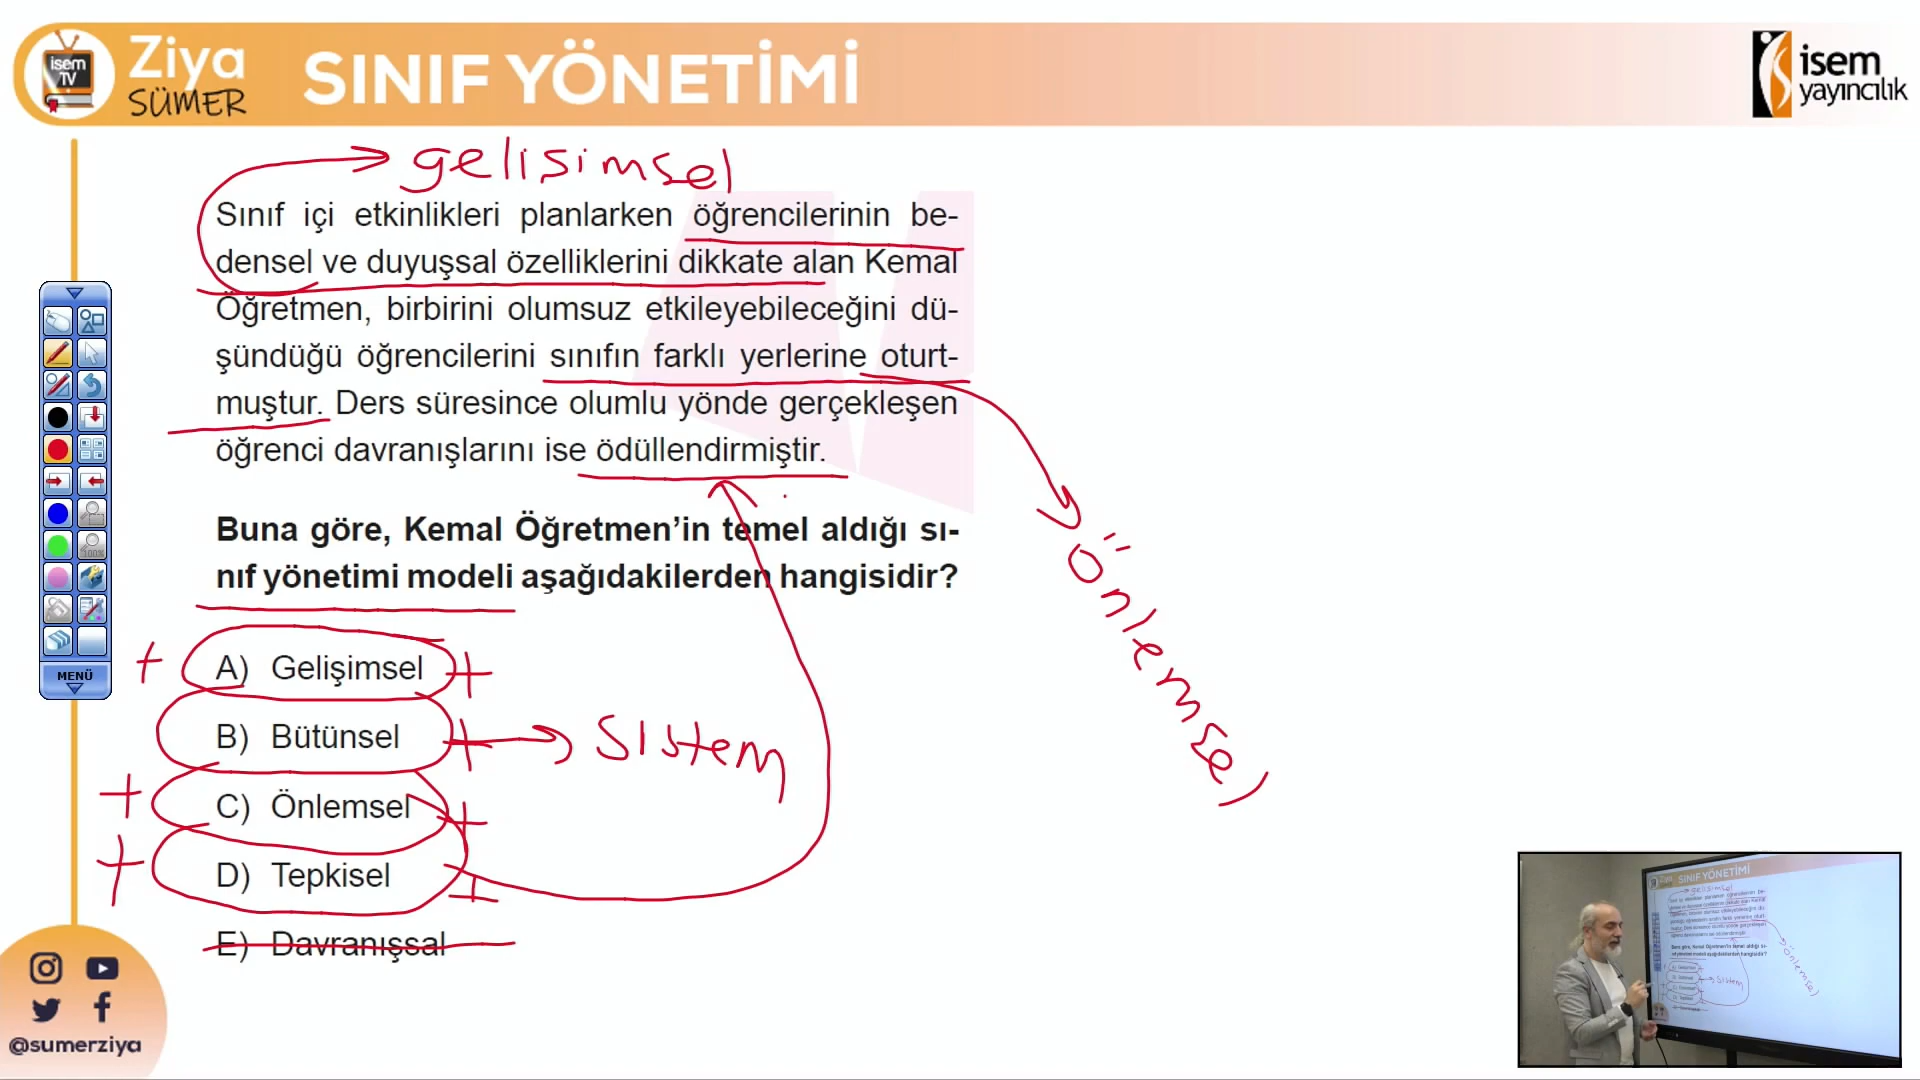 isem
TV
Ziya
SÜMER
SINIF YÖNETİMİ
isem
yayıncılık
gelisimsel
Sınıf içi etkinlikleri planlarken öğrencilerinin be-
densel ve duyuşsal özelliklerini dikkate alan Kemal
Öğretmen, birbirini olumsuz etkileyebileceğini dü-
şündüğü öğrencilerini sınıfın farklı yerlerine oturt-
muştur. Ders süresince olumlu yönde gerçekleşen
öğrenci davranışlarını ise ödüllendirmiştir.
önlemsel
Buna göre, Kemal Öğretmen’in temel aldığı sı-
nıf yönetimi modeli aşağıdakilerden hangisidir?
A) Gelişimsel
B) Bütünsel
sistem
C) Önlemsel
D) Tepkisel
E) Davranışsal
MENÜ
100%
@sumerziya